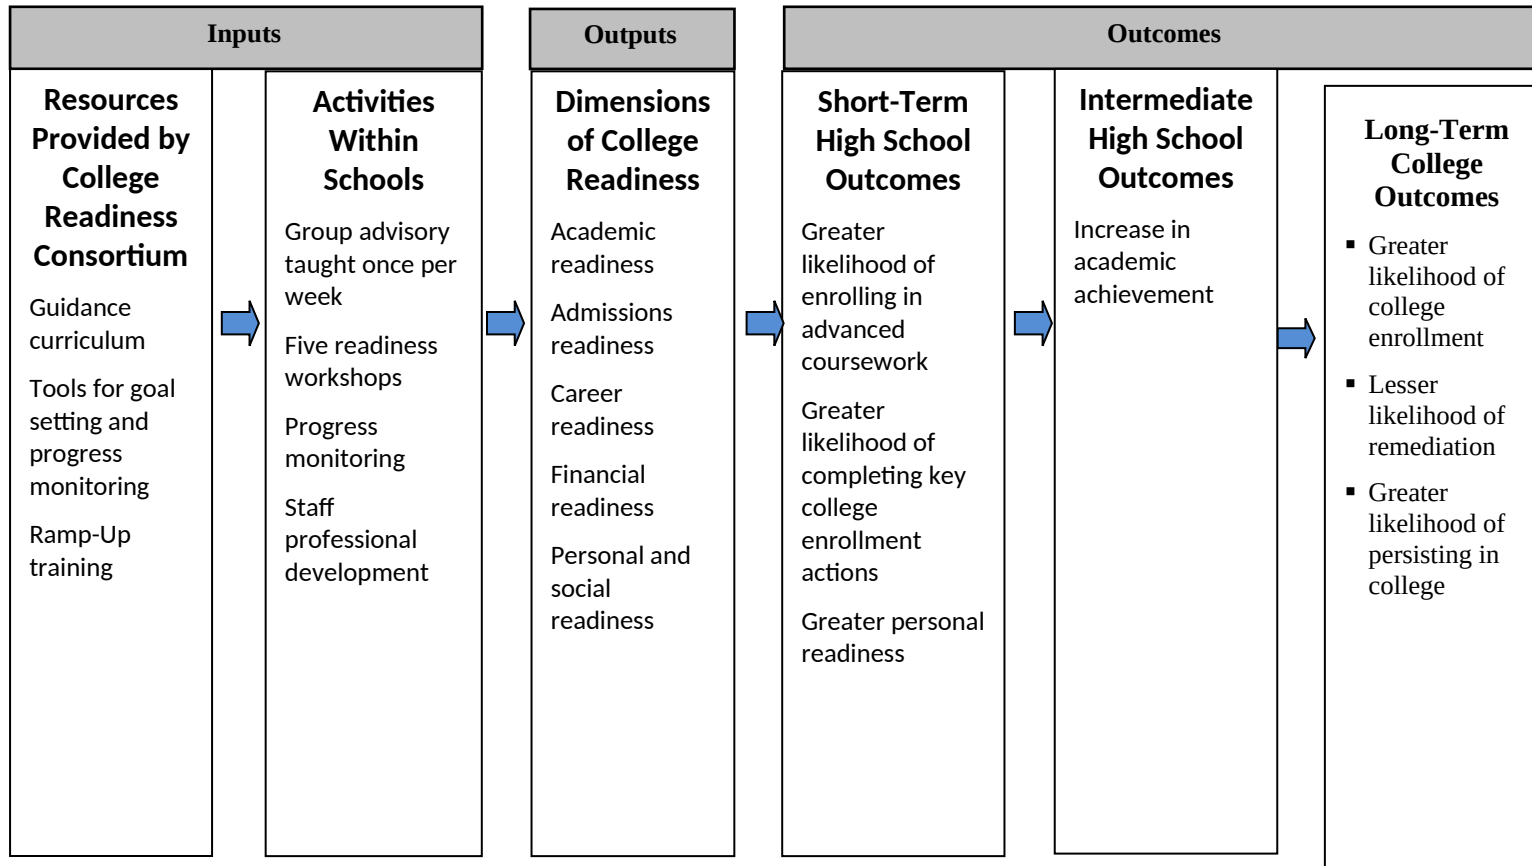 Inputs
Outputs
Outcomes
Resources
Provided by
College
Readiness
Consortium
Guidance
curriculum
Tools for goal
setting and
progress
monitoring
Ramp-Up
training
Activities
Within
Schools
Group advisory
taught once per
week
Five readiness
workshops
Progress
monitoring
Staff
professional
development
Dimensions
of College
Readiness
Academic
readiness
Admissions
readiness
Career
readiness
Financial
readiness
Personal and
social
readiness
Short-Term
High School
Outcomes
Greater
likelihood of
enrolling in
advanced
coursework
Greater
likelihood of
completing key
college
enrollment
actions
Greater personal
readiness
Intermediate
High School
Outcomes
Increase in
academic
achievement
Long-Term
College
Outcomes
▪ Greater
likelihood of
college
enrollment
▪ Lesser
likelihood of
remediation
▪ Greater
likelihood of
persisting in
college